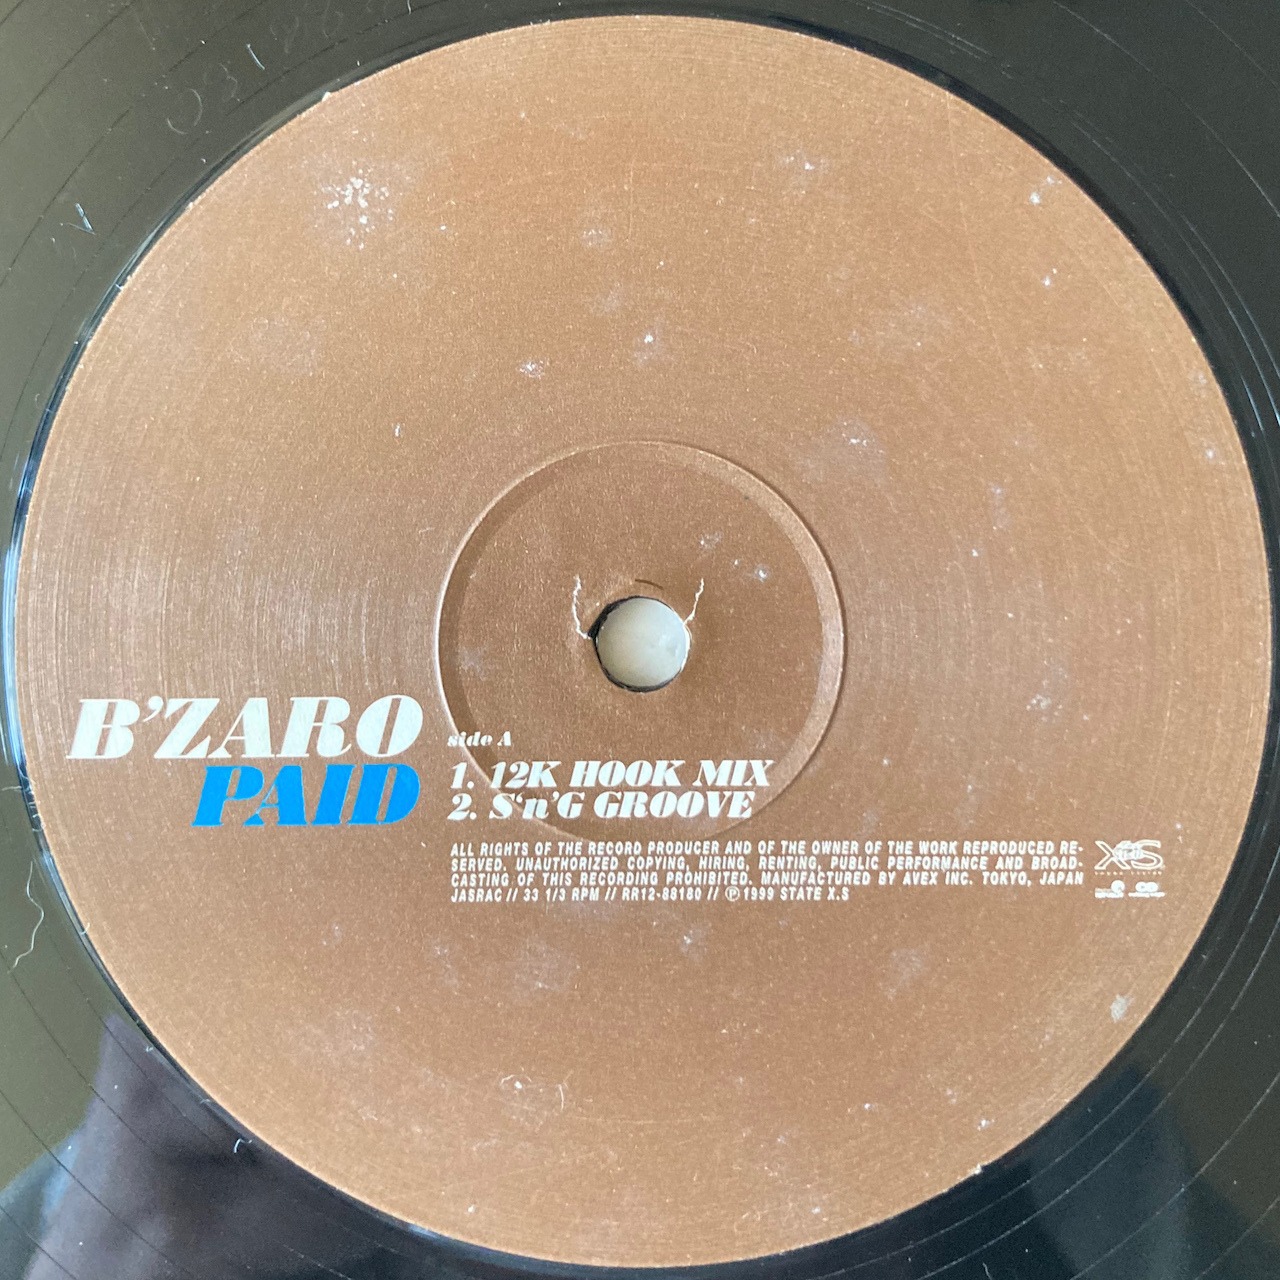 B'ZARO
PAID
side A
1. 12K HOOK MIX
2. S'n'G GROOVE
ALL RIGHTS OF THE RECORD PRODUCER AND OF THE OWNER OF THE WORK REPRODUCED RE-
SERVED. UNAUTHORIZED COPYING, HIRING, RENTING, PUBLIC PERFORMANCE AND BROAD-
CASTING OF THIS RECORDING PROHIBITED. MANUFACTURED BY AVEX INC. TOKYO, JAPAN
JASRAC // 33 1/3 RPM // RR12-88180 // ℗ 1999 STATE X.S
XS